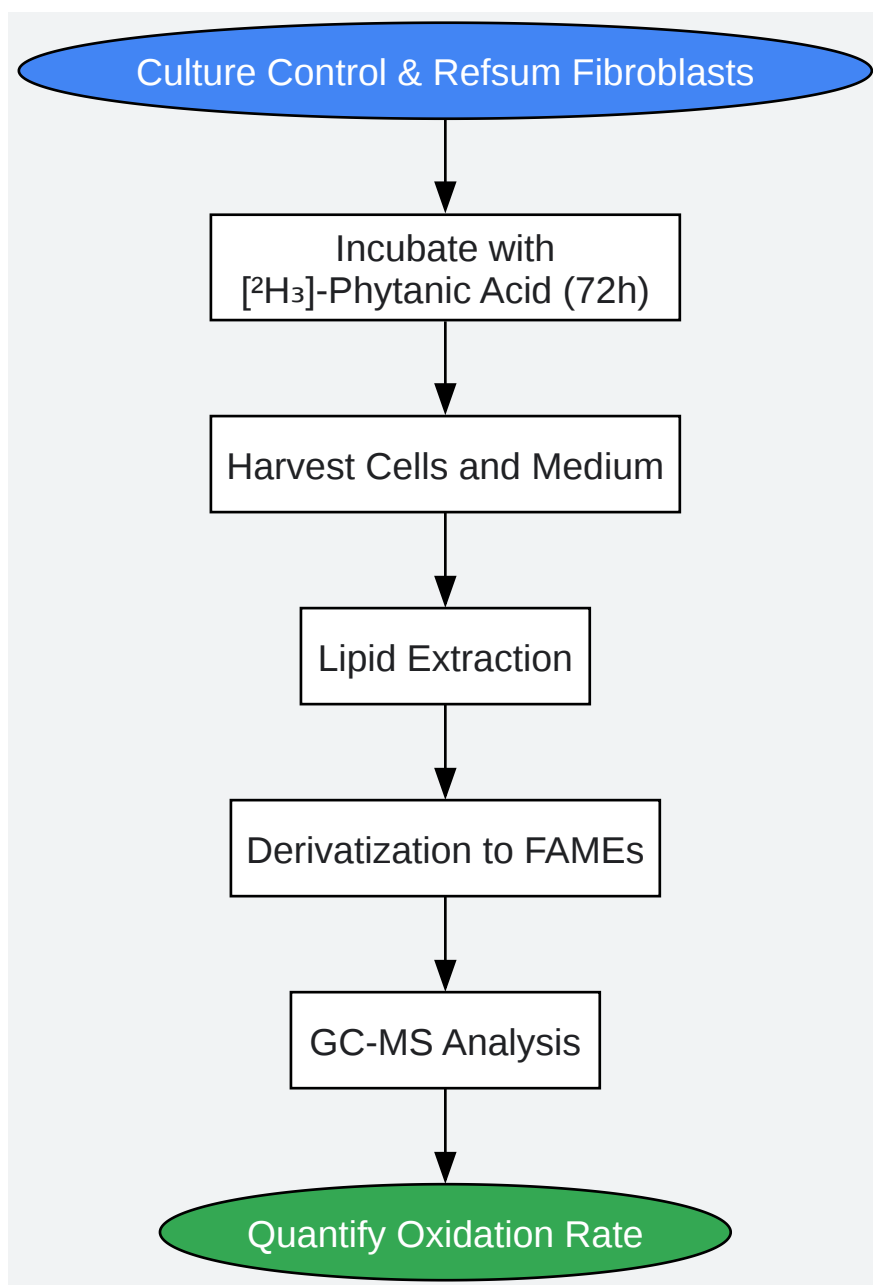 Culture Control & Refsum Fibroblasts
Incubate with
[²H₃]-Phytanic Acid (72h)
Harvest Cells and Medium
Lipid Extraction
Derivatization to FAMEs
GC-MS Analysis
Quantify Oxidation Rate